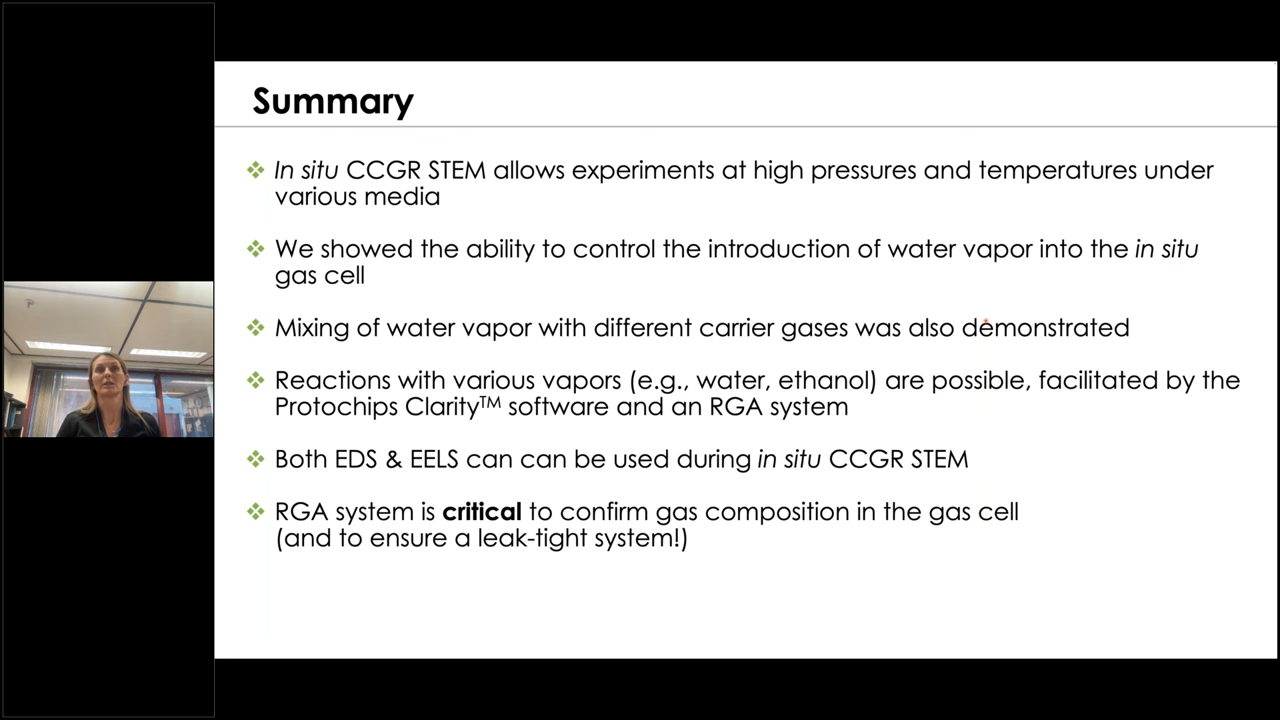 Summary
❖ In situ CCGR STEM allows experiments at high pressures and temperatures under
various media
❖ We showed the ability to control the introduction of water vapor into the in situ
gas cell
❖ Mixing of water vapor with different carrier gases was also demonstrated
❖ Reactions with various vapors (e.g., water, ethanol) are possible, facilitated by the
Protochips Clarity™ software and an RGA system
❖ Both EDS & EELS can can be used during in situ CCGR STEM
❖ RGA system is critical to confirm gas composition in the gas cell
(and to ensure a leak-tight system!)